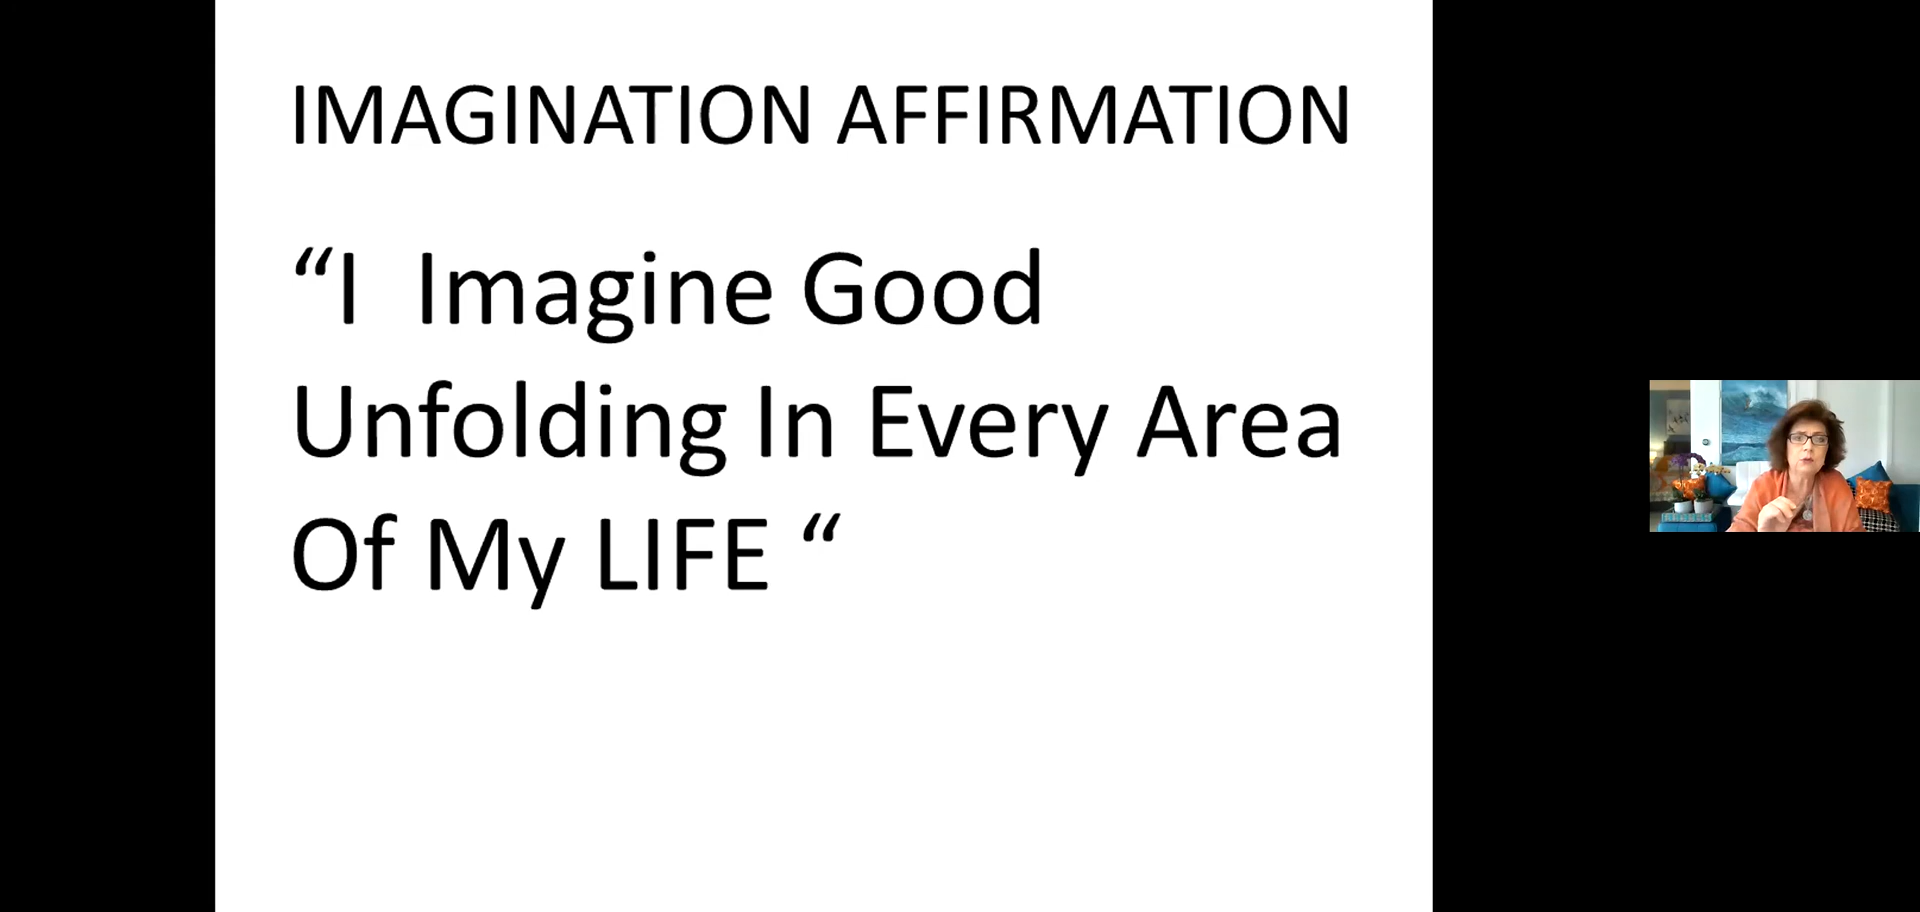 IMAGINATION AFFIRMATION
“I  Imagine Good
Unfolding In Every Area
Of My LIFE “